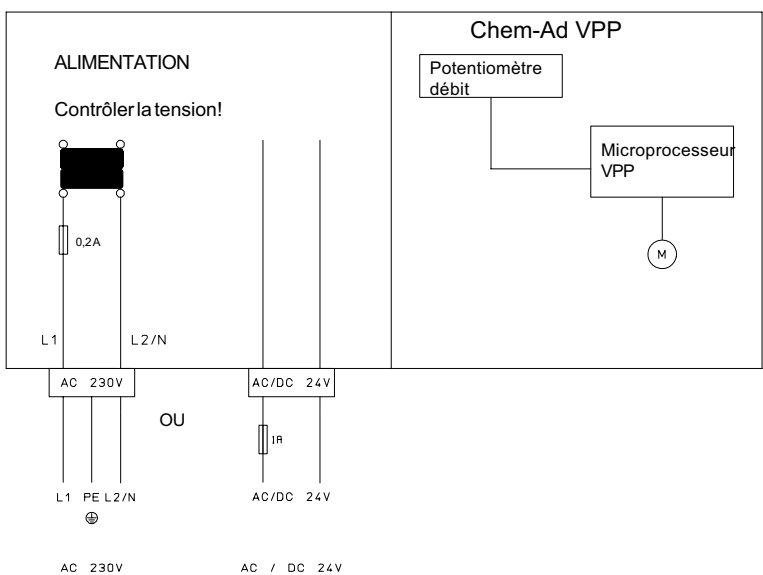 Chem-Ad VPP
ALIMENTATION
Contrôler la tension!
Potentiomètre
débit
Microprocesseur
VPP
M
0,2A
L1 L2/N
AC 230V
AC/DC 24V
OU
1A
L1 PE L2/N
AC/DC 24V
AC 230V
AC / DC 24V